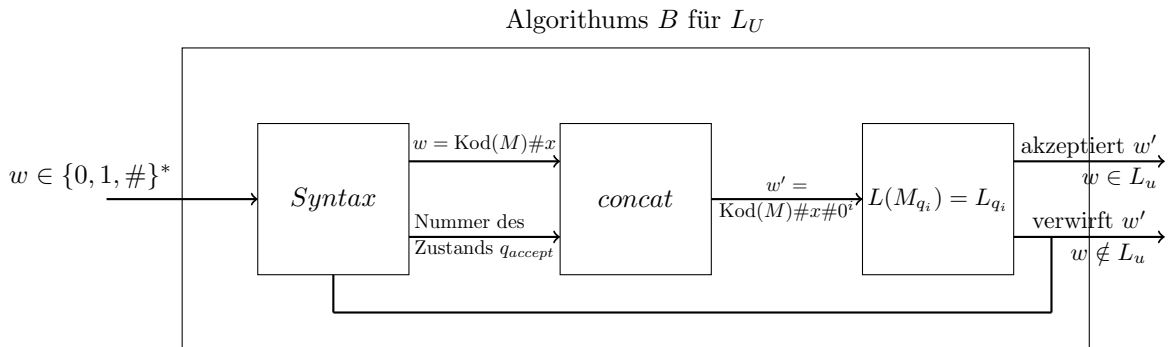 Algorithums B für L_U
w ∈ {0, 1, #}*
Syntax
w = Kod(M)#x
Nummer des
Zustands q_accept
concat
w′ =
Kod(M)#x#0^i
L(M_{q_i}) = L_{q_i}
akzeptiert w′
w ∈ L_u
verwirft w′
w ∉ L_u